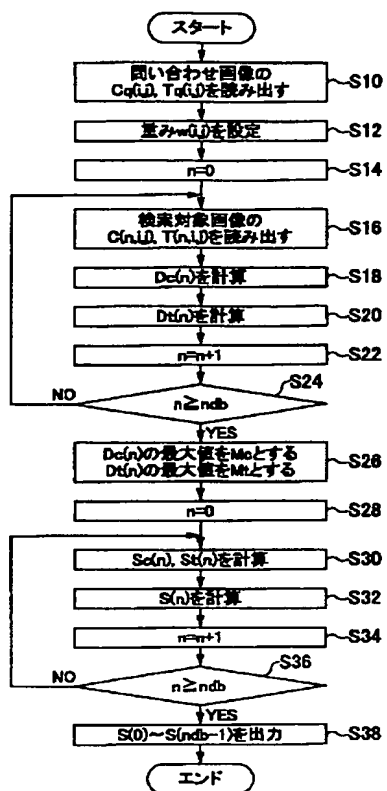 スタート
問い合わせ画像の
Cq(i,j), Tq(i,j)を読み出す
S10
重みw(i,j)を設定
S12
n=0
S14
検索対象画像の
C(n,i,j), T(n,i,j)を読み出す
S16
Dc(n)を計算
S18
Dt(n)を計算
S20
n=n+1
S22
S24
NO
n≧ndb
YES
Dc(n)の最大値をMcとする
Dt(n)の最大値をMtとする
S26
n=0
S28
Sc(n), St(n)を計算
S30
S(n)を計算
S32
n=n+1
S34
S36
NO
n≧ndb
YES
S(0)～S(ndb-1)を出力
S38
エンド